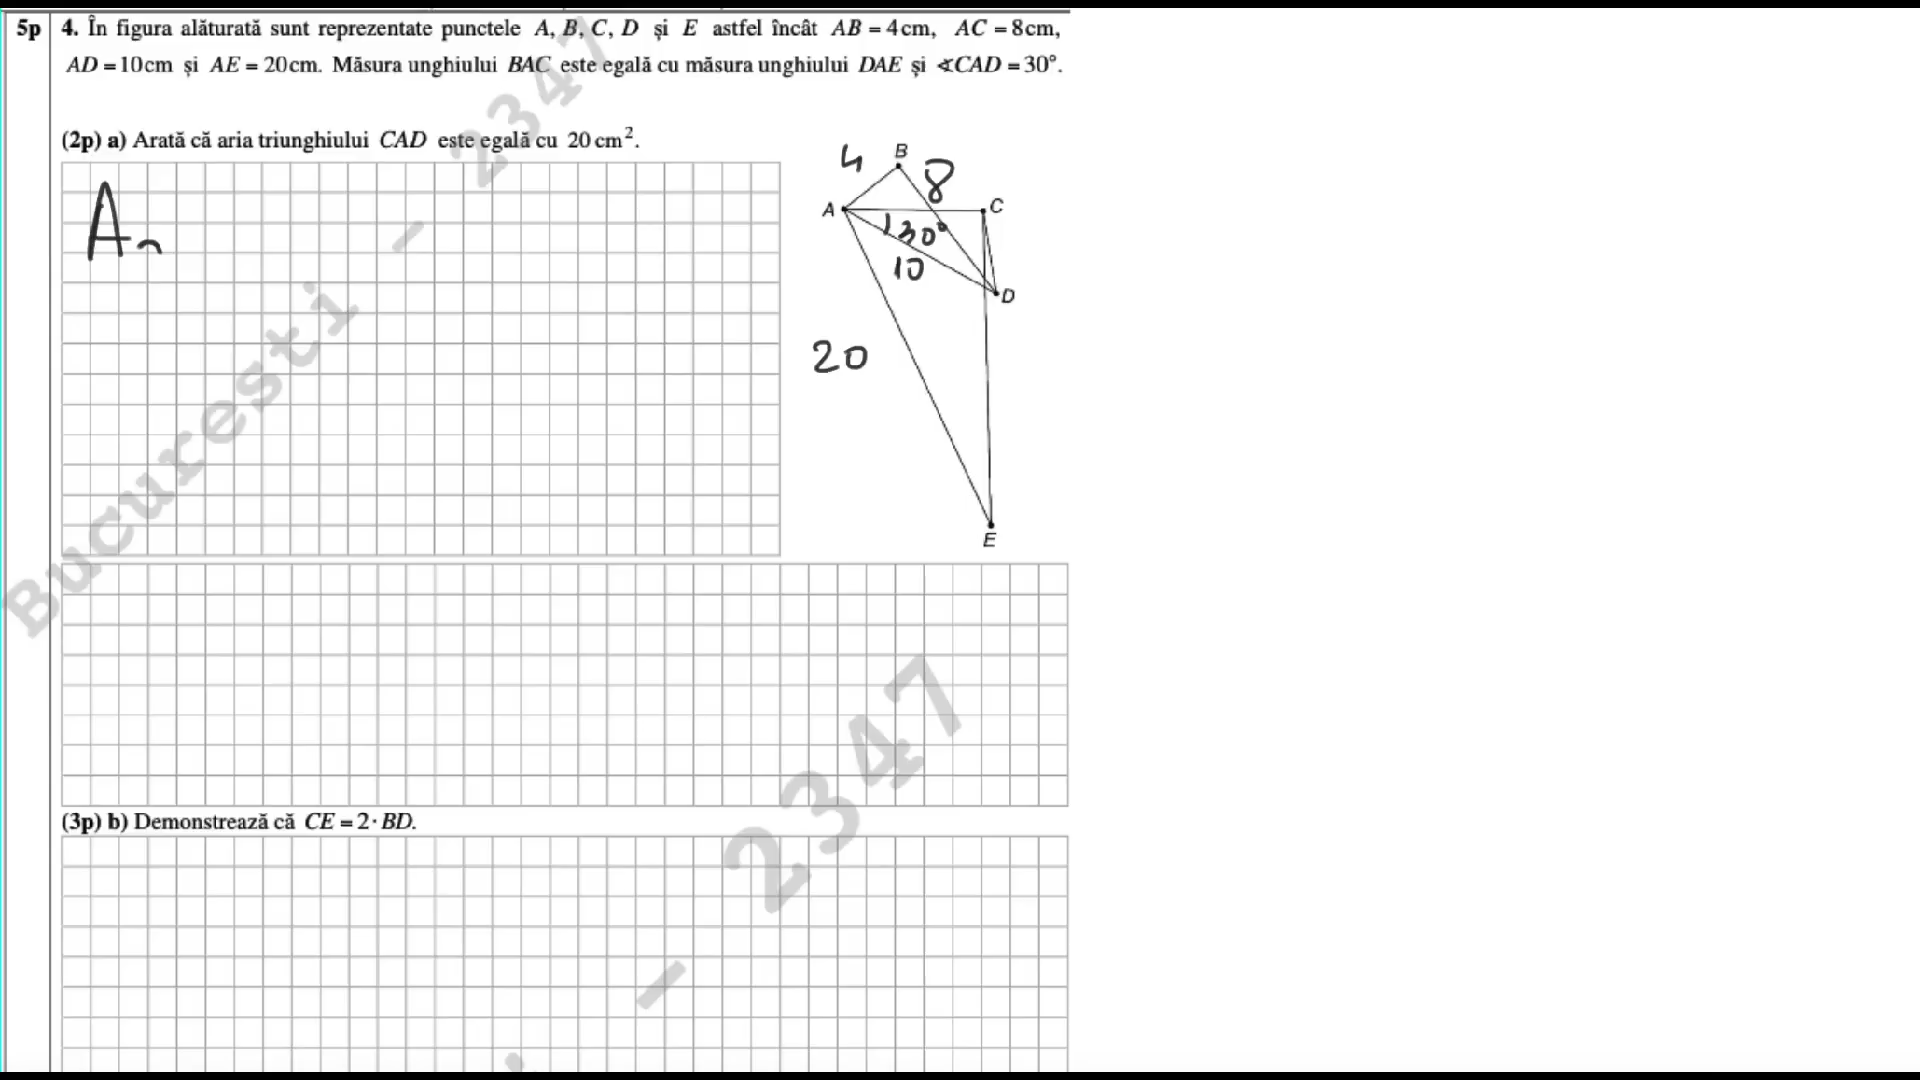 5p 4. În figura alăturată sunt reprezentate punctele A, B, C, D și E astfel încât AB = 4cm, AC = 8cm,
AD = 10cm și AE = 20cm. Măsura unghiului BAC este egală cu măsura unghiului DAE și ∢CAD = 30°.
(2p) a) Arată că aria triunghiului CAD este egală cu 20 cm².
4 B 8
A C
30°
10
D
20
E
A
(3p) b) Demonstrează că CE = 2 · BD.
Bucuresti - 2347
- 2347